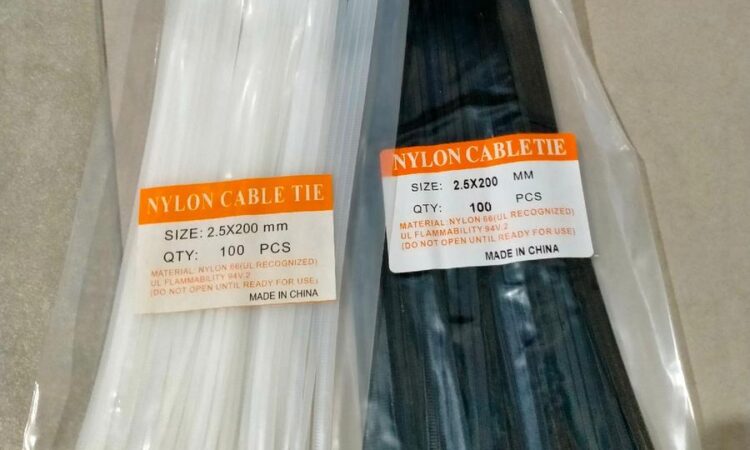 NYLON CABLE TIE
SIZE: 2.5X200 mm
QTY: 100 PCS
MATERIAL: NYLON 66(UL RECOGNIZED)
UL FLAMMABILITY 94V.2
(DO NOT OPEN UNTIL READY FOR USE)
MADE IN CHINA
NYLON CABLE TIE
SIZE: 2.5X200 MM
QTY: 100 PCS
MATERIAL: NYLON 66(UL RECOGNIZED)
UL FLAMMABILITY 94V.2
(DO NOT OPEN UNTIL READY FOR USE)
MADE IN CHINA